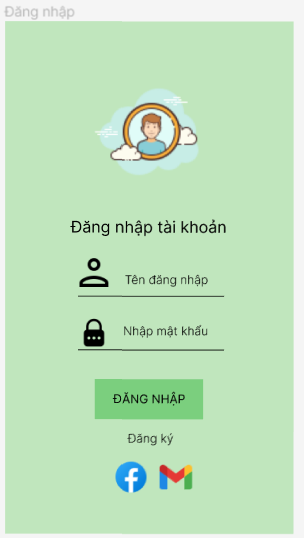 Đăng nhập
Đăng nhập tài khoản
Tên đăng nhập
Nhập mật khẩu
ĐĂNG NHẬP
Đăng ký